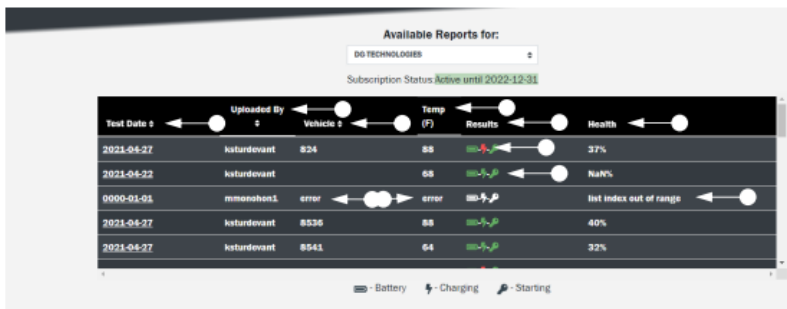 Available Reports for:
DG TECHNOLOGIES
Subscription Status:Active until 2022-12-31
Test Date Uploaded By Vehicle Temp (F) Results Health
2021-04-27 ksturdevant 824 88 37%
2021-04-22 ksturdevant 68 NaN%
0000-01-01 mmonohon1 error error list index out of range
2021-04-27 ksturdevant 8536 88 40%
2021-04-27 ksturdevant 8541 64 32%
- Battery - Charging - Starting